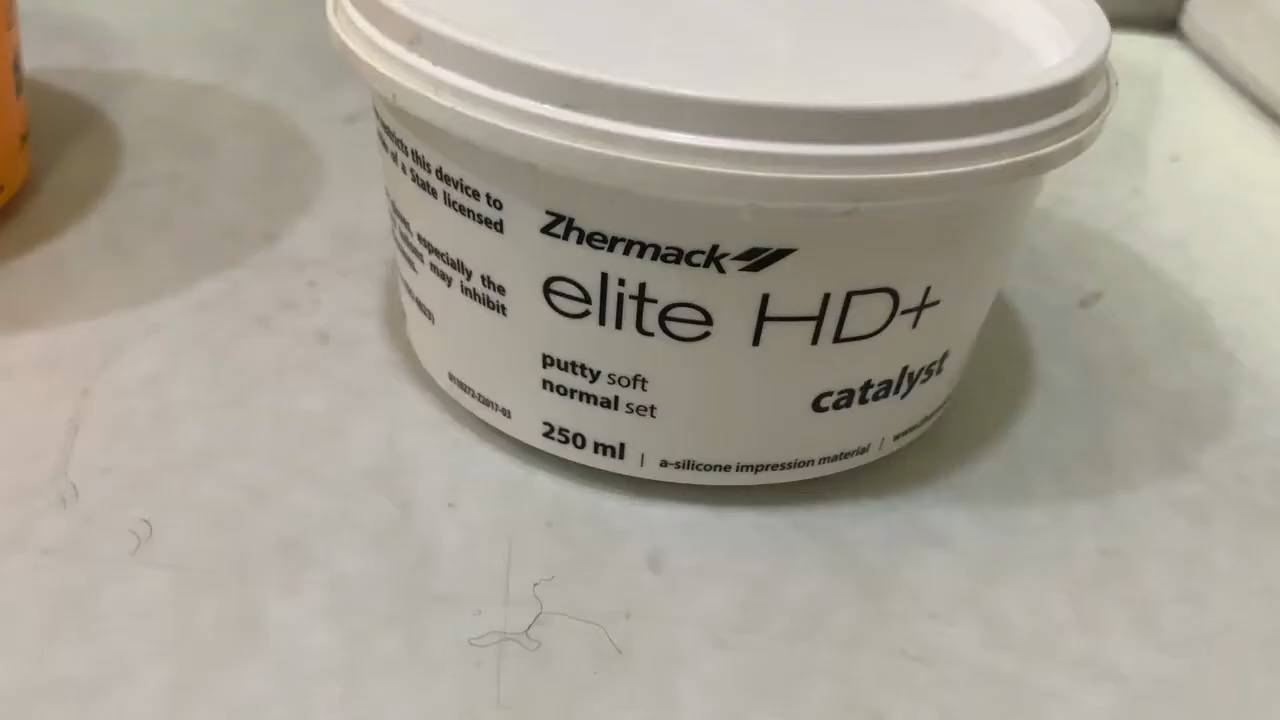 this device to
of a State licensed
especially the
may inhibit
Zhermack
elite HD+
putty soft
normal set
catalyst
250 ml | a-silicone impression material |